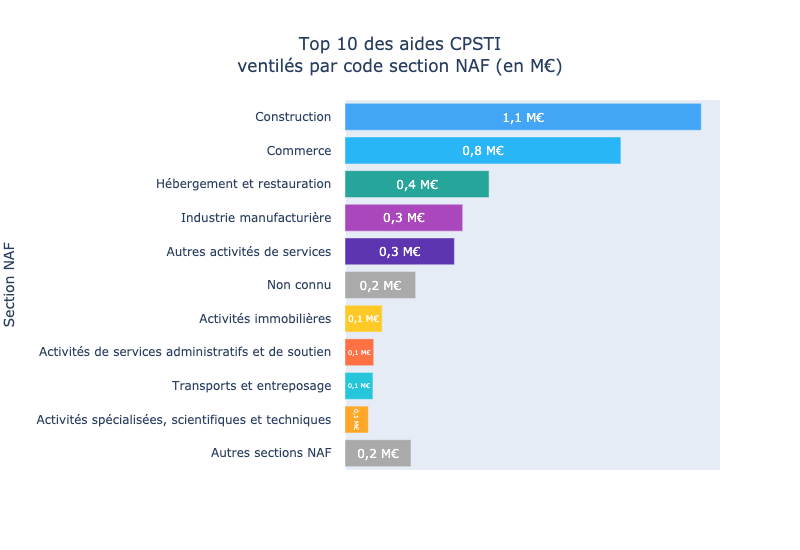 Top 10 des aides CPSTI
ventilés par code section NAF (en M€)
Section NAF
Construction 1,1 M€
Commerce 0,8 M€
Hébergement et restauration 0,4 M€
Industrie manufacturière 0,3 M€
Autres activités de services 0,3 M€
Non connu 0,2 M€
Activités immobilières 0,1 M€
Activités de services administratifs et de soutien 0,1 M€
Transports et entreposage 0,1 M€
Activités spécialisées, scientifiques et techniques 0,1 M€
Autres sections NAF 0,2 M€